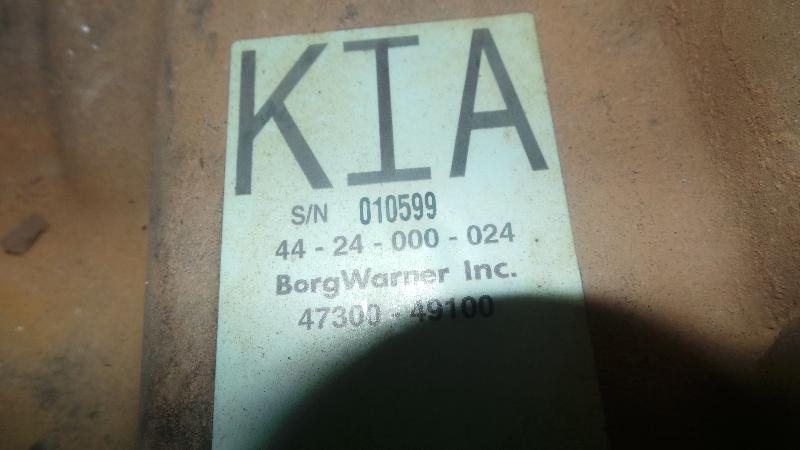 KIA
S/N 010599
44 - 24 - 000 - 024
BorgWarner Inc.
47300 - 49100